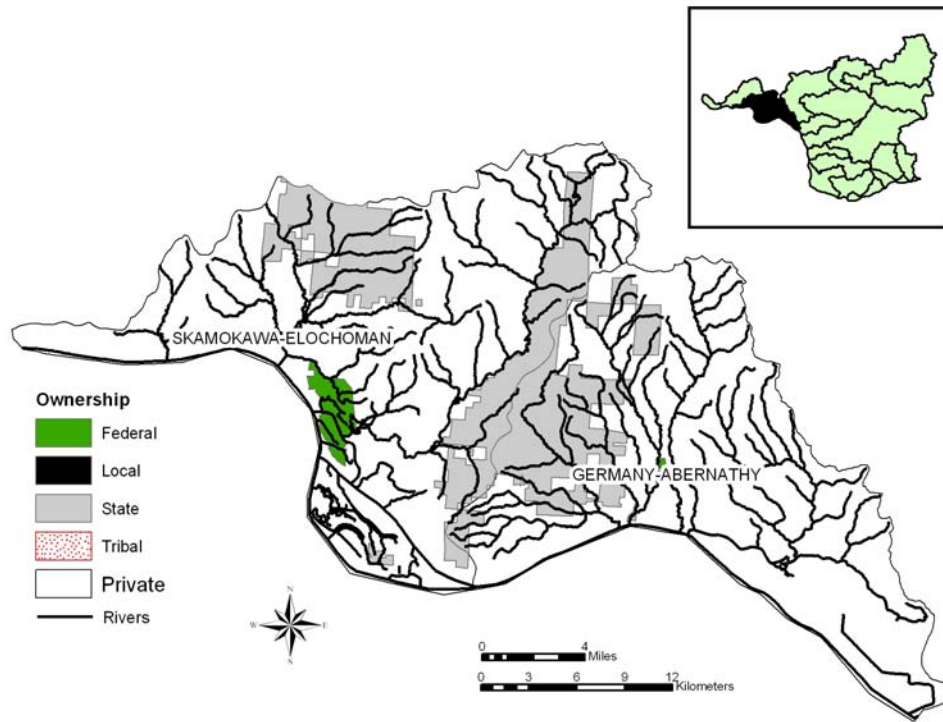 SKAMOKAWA-ELOCHOMAN
GERMANY-ABERNATHY
Ownership
Federal
Local
State
Tribal
Private
Rivers
N
W E
S
0 4
Miles
0 3 6 9 12
Kilometers